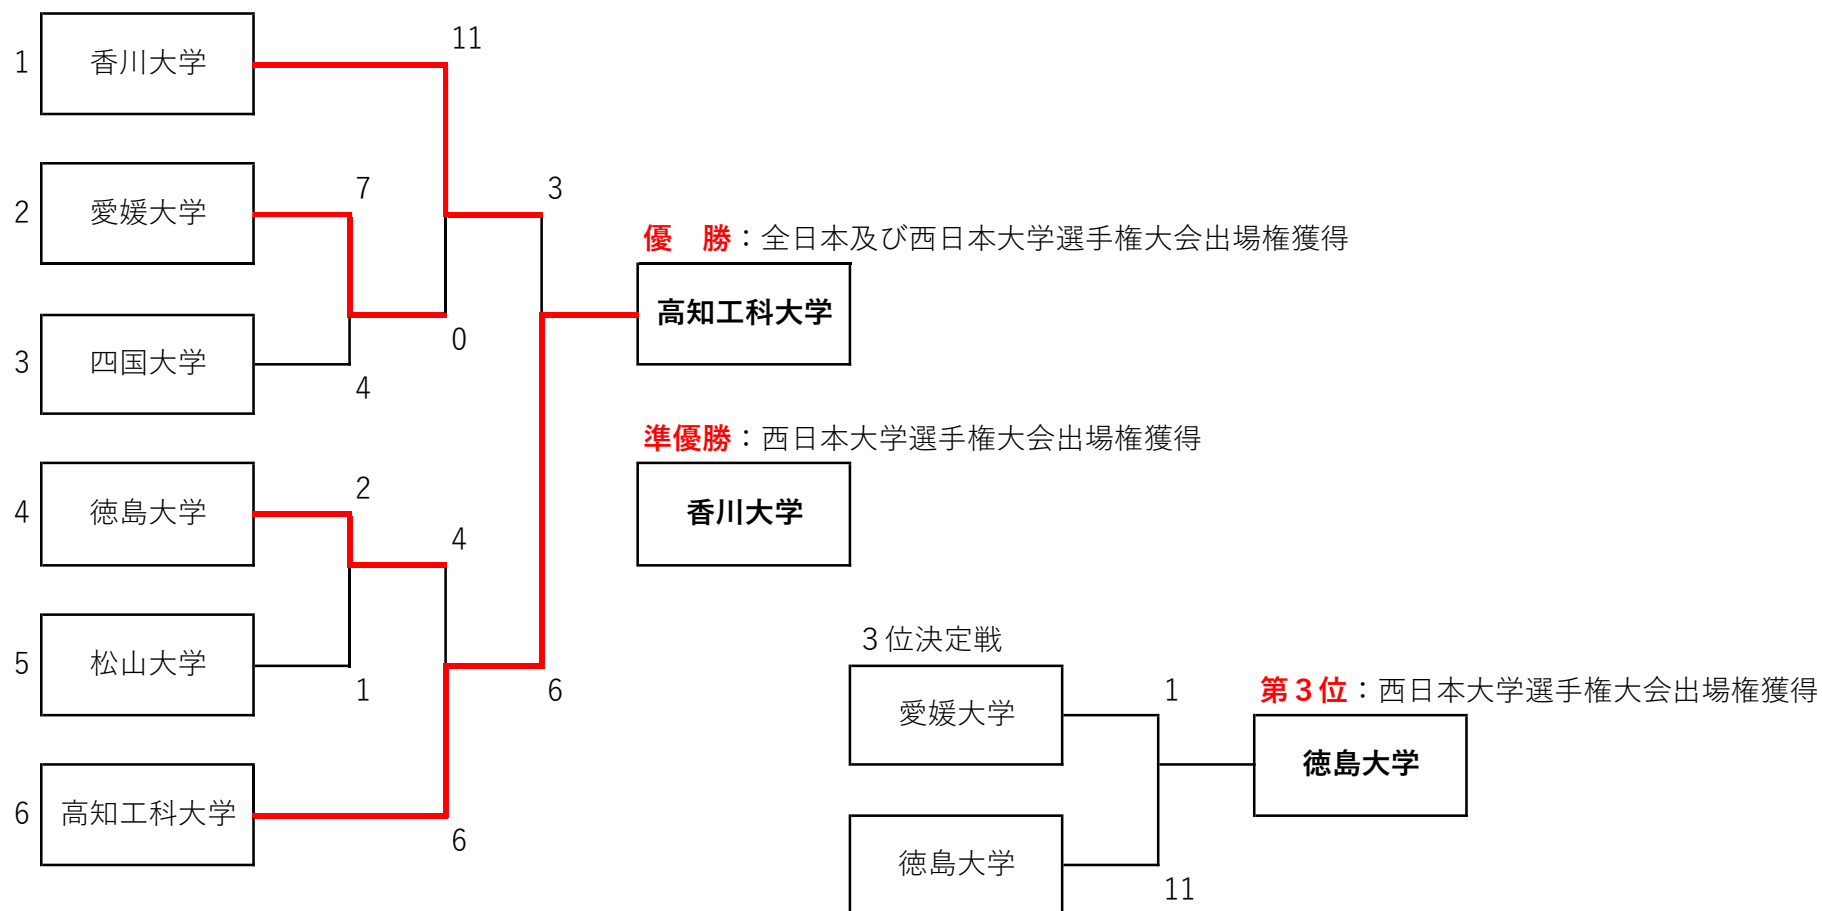 1 香川大学
11
2 愛媛大学
7
3
優　勝：全日本及び西日本大学選手権大会出場権獲得
高知工科大学
0
3 四国大学
4
準優勝：西日本大学選手権大会出場権獲得
香川大学
4 徳島大学
2
4
5 松山大学
1
6
6 高知工科大学
6
3位決定戦
愛媛大学
1
第３位：西日本大学選手権大会出場権獲得
徳島大学
徳島大学
11